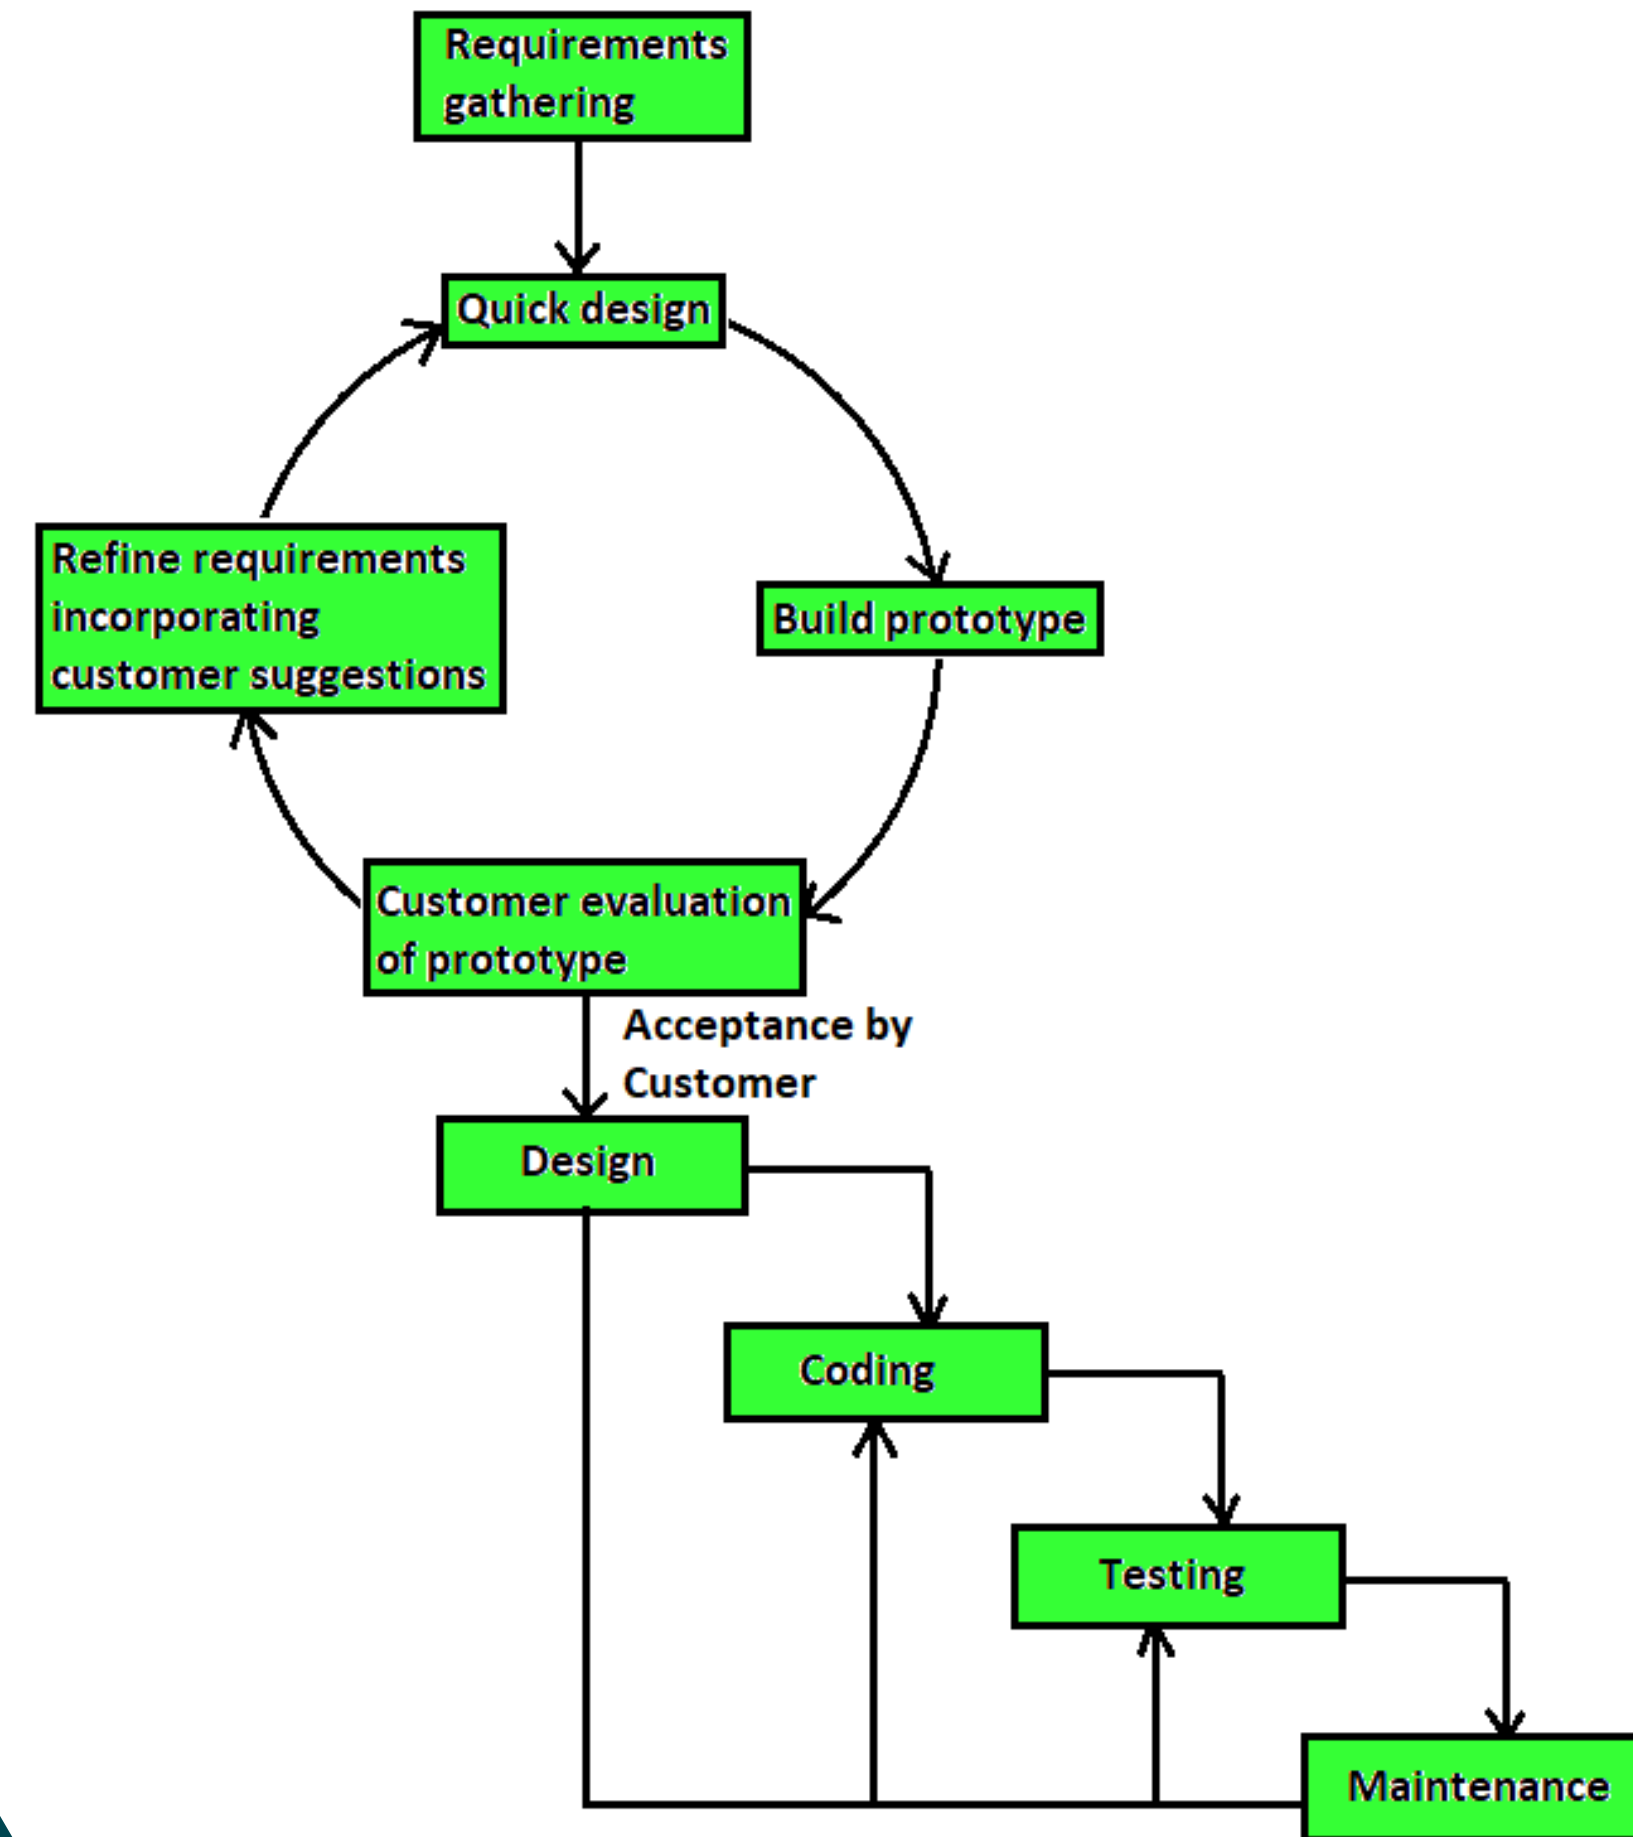 Requirements
gathering
Quick design
Refine requirements
incorporating
customer suggestions
Build prototype
Customer evaluation
of prototype
Acceptance by
Customer
Design
Coding
Testing
Maintenance